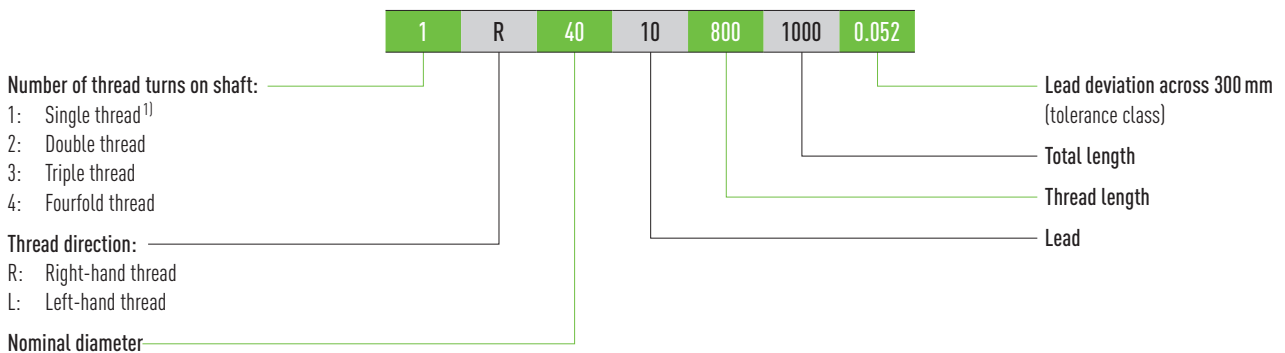 1 R 40 10 800 1000 0.052
Number of thread turns on shaft:
1: Single thread1)
2: Double thread
3: Triple thread
4: Fourfold thread
Thread direction:
R: Right-hand thread
L: Left-hand thread
Nominal diameter
Lead deviation across 300 mm
(tolerance class)
Total length
Thread length
Lead